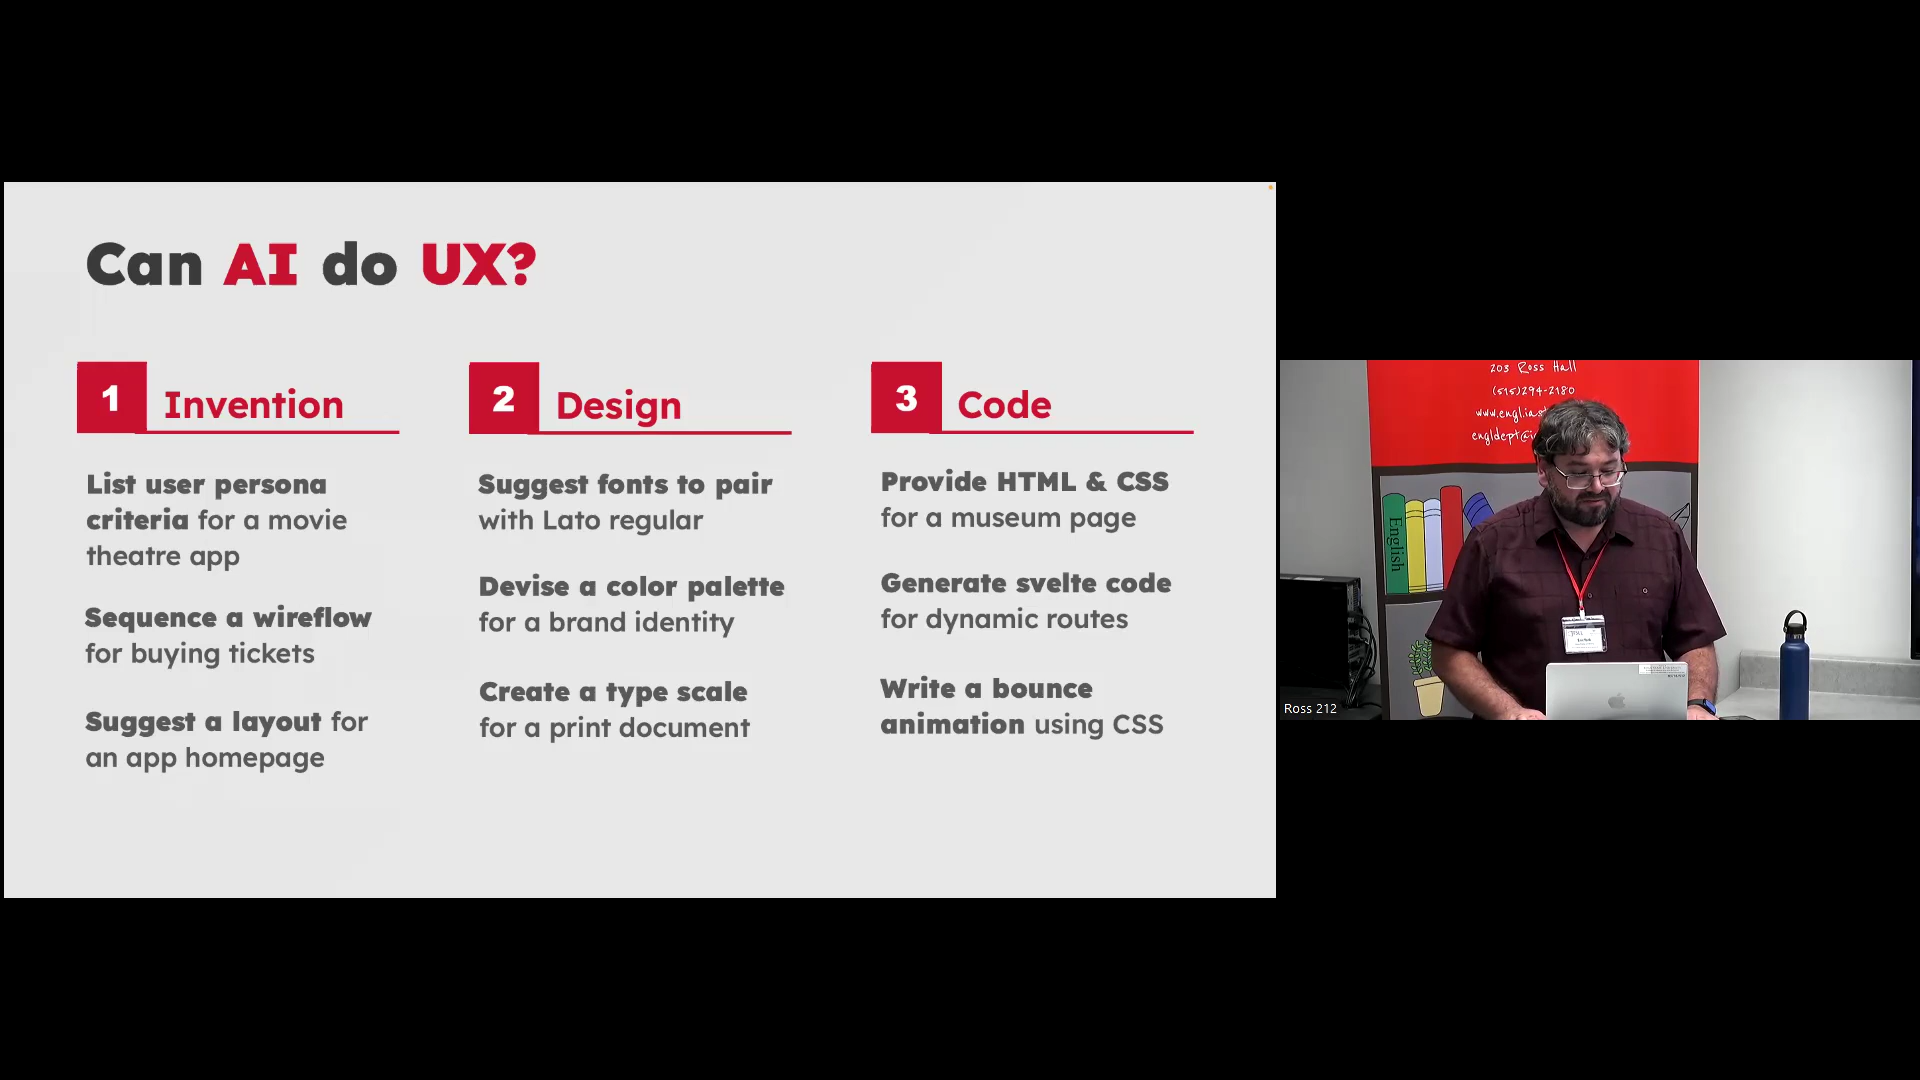 Can AI do UX?
1 Invention
List user persona
criteria for a movie
theatre app
Sequence a wireflow
for buying tickets
Suggest a layout for
an app homepage
2 Design
Suggest fonts to pair
with Lato regular
Devise a color palette
for a brand identity
Create a type scale
for a print document
3 Code
Provide HTML & CSS
for a museum page
Generate svelte code
for dynamic routes
Write a bounce
animation using CSS
203 Ross Hall
(515)294-2180
English
Ross 212